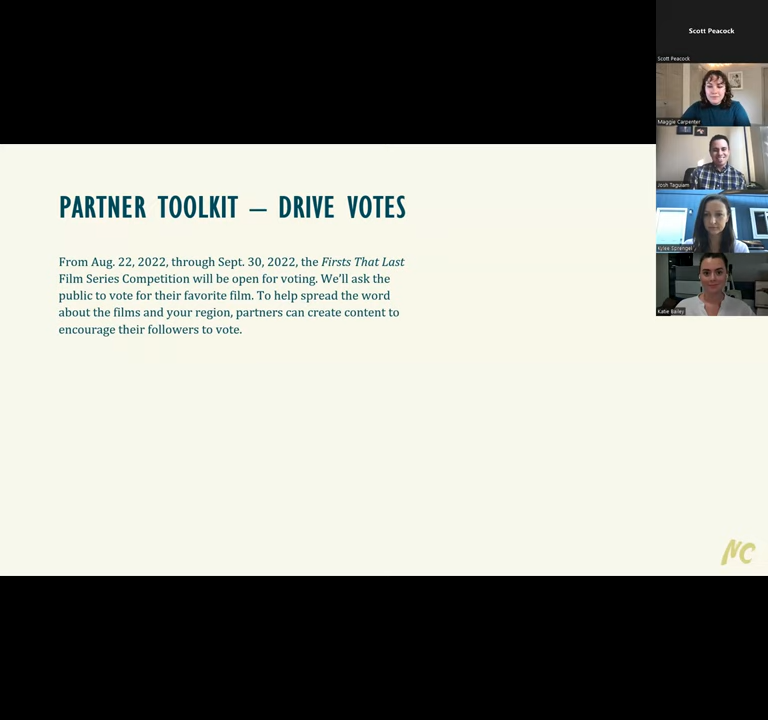 Scott Peacock
Scott Peacock
Maggie Carpenter
Josh Taguiam
Kylee Sprengel
Katie Bailey
PARTNER TOOLKIT — DRIVE VOTES
From Aug. 22, 2022, through Sept. 30, 2022, the Firsts That Last
Film Series Competition will be open for voting. We’ll ask the
public to vote for their favorite film. To help spread the word
about the films and your region, partners can create content to
encourage their followers to vote.
NC